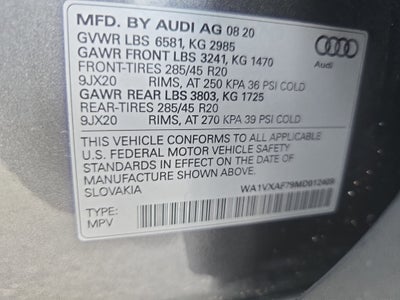 MFD. BY AUDI AG 08 20
GVWR LBS 6581, KG 2985
GAWR FRONT LBS 3241, KG 1470
FRONT-TIRES 285/45 R20
9JX20 RIMS, AT 250 KPA 36 PSI COLD
GAWR REAR LBS 3803, KG 1725
REAR-TIRES 285/45 R20
9JX20 RIMS, AT 270 KPA 39 PSI COLD
Audi
THIS VEHICLE CONFORMS TO ALL APPLICABLE
U.S. FEDERAL MOTOR VEHICLE SAFETY
STANDARDS IN EFFECT ON THE DATE OF
MANUFACTURE SHOWN ABOVE.
SLOVAKIA
WA1VXAF79MD012409
TYPE:
MPV